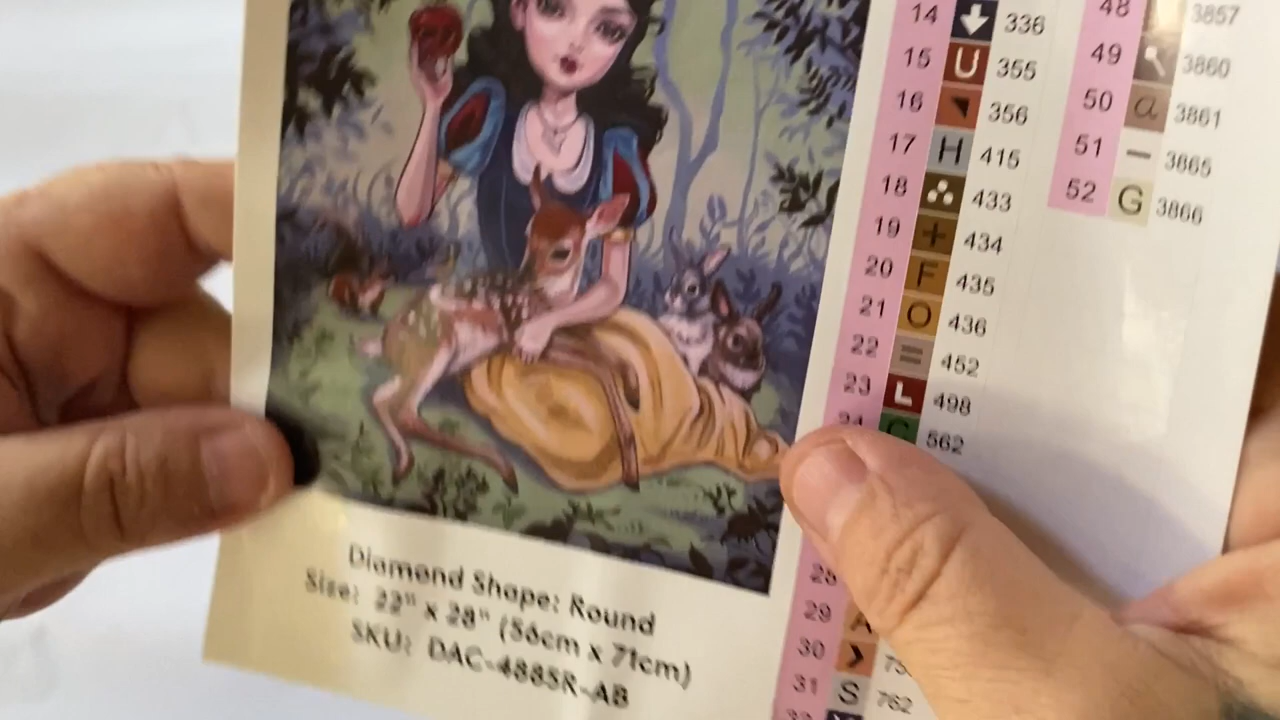 14 336
15 U 355
16 356
17 H 415
18 433
19 + 434
20 F 435
21 O 436
22 = 452
23 L 498
24 C 562
28
29 A
30
31 S 762
48 3857
49 3860
50 a 3861
51 – 3865
52 G 3866
Diamond Shape: Round
Size: 22" x 28" (56cm x 71cm)
SKU: DAC-4885R-AB